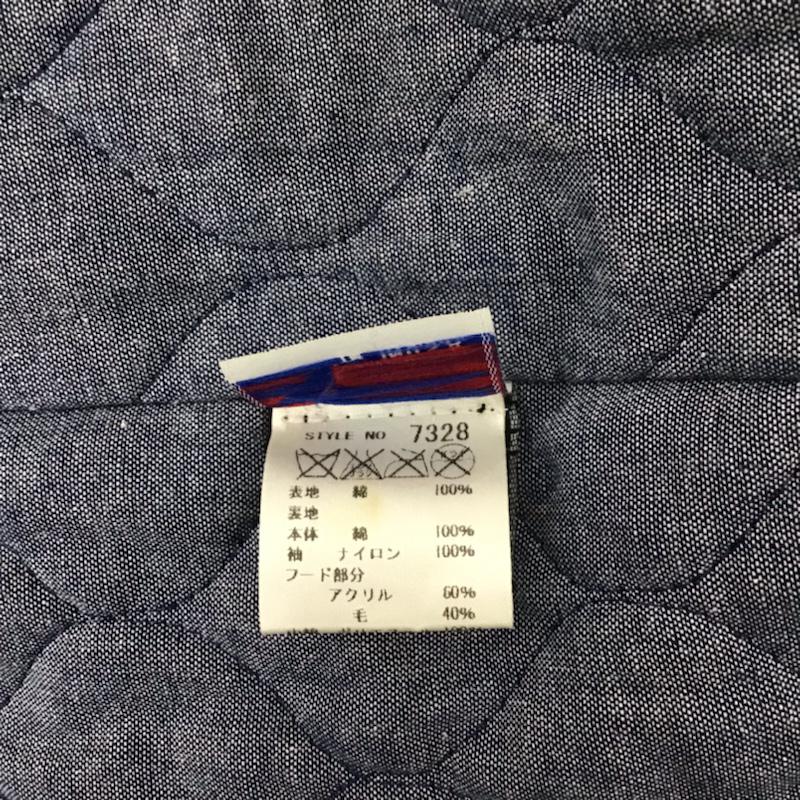 STYLE NO 7328
表地 綿 100%
裏地
本体 綿 100%
袖 ナイロン 100%
フード部分
アクリル 60%
毛 40%